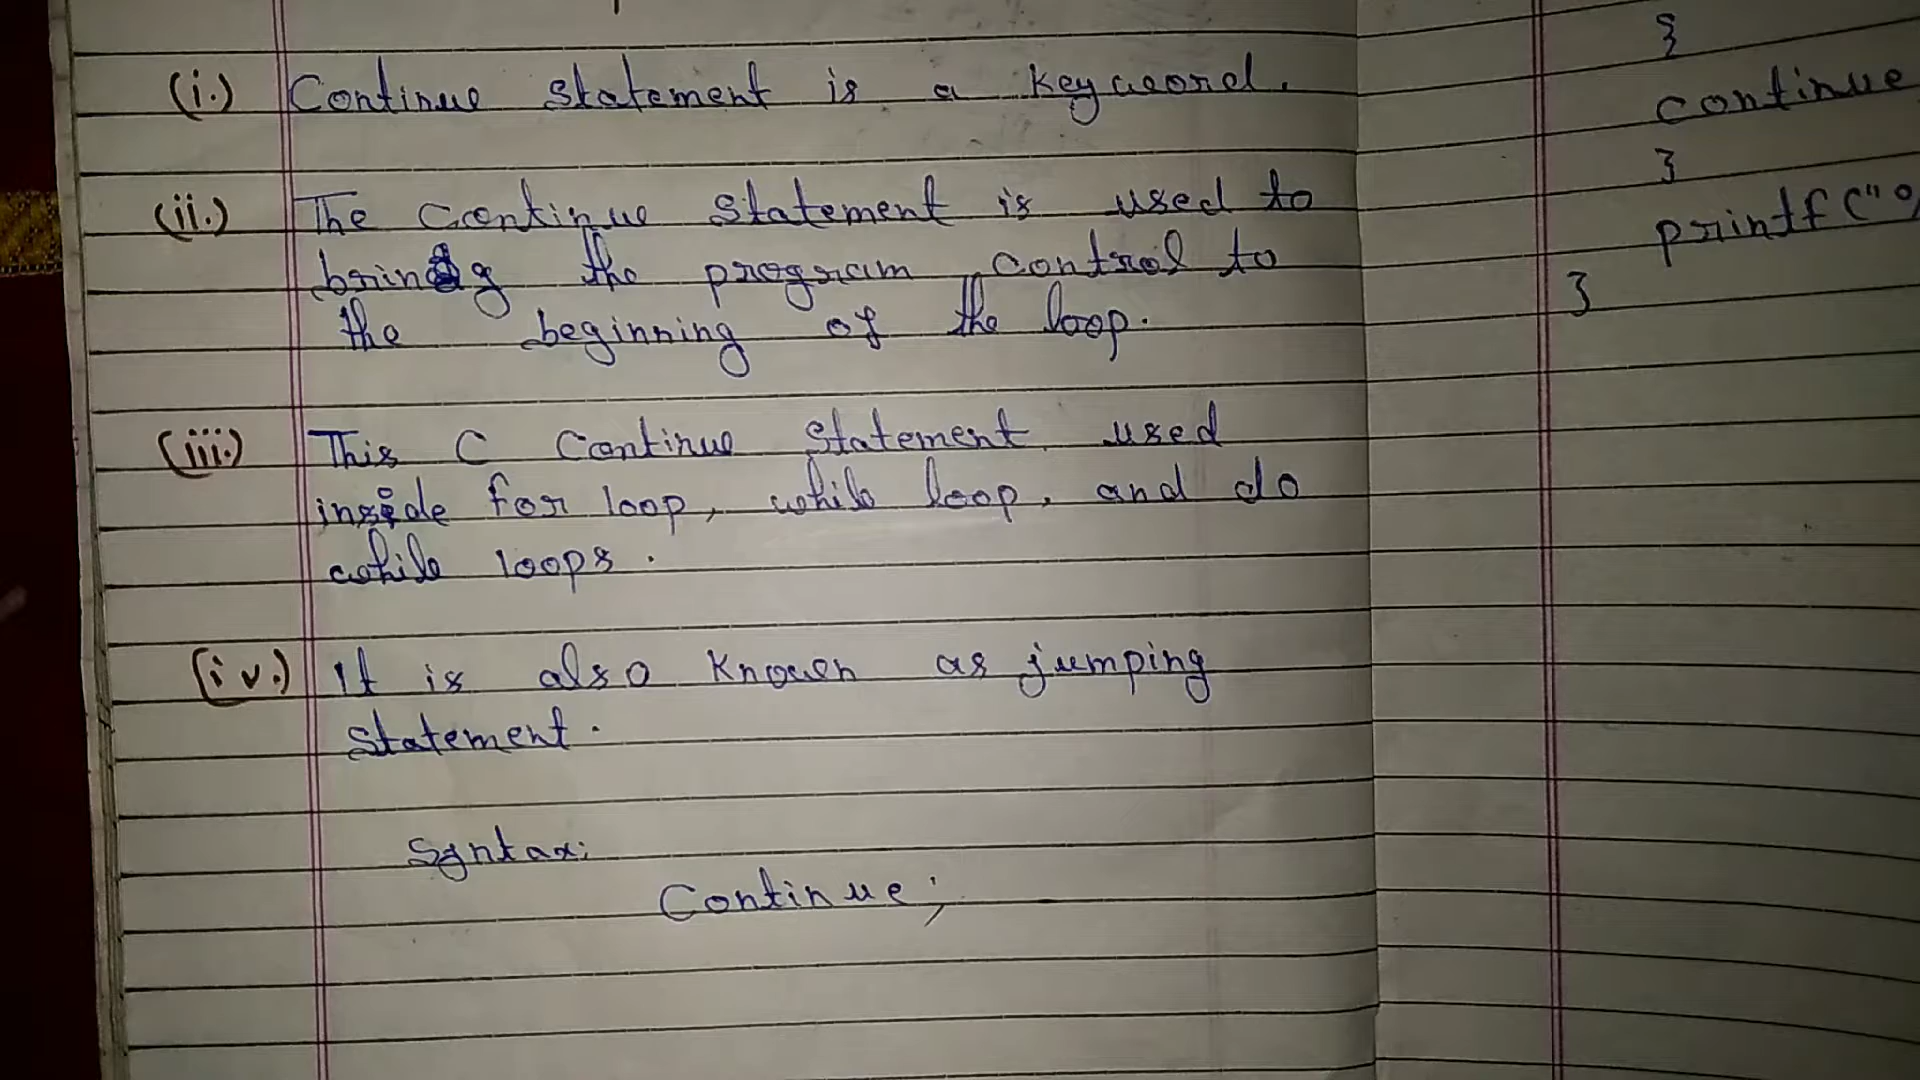 (i.) Continue statement is a keyword.
(ii.) The continue statement is used to
bring the program control to
the beginning of the loop.
(iii.) This C Continue statement used
inside for loop, while loop, and do
while loops.
(iv.) It is also known as jumping
statement.
Syntax:
Continue;
}
continue
}
printf("%
}